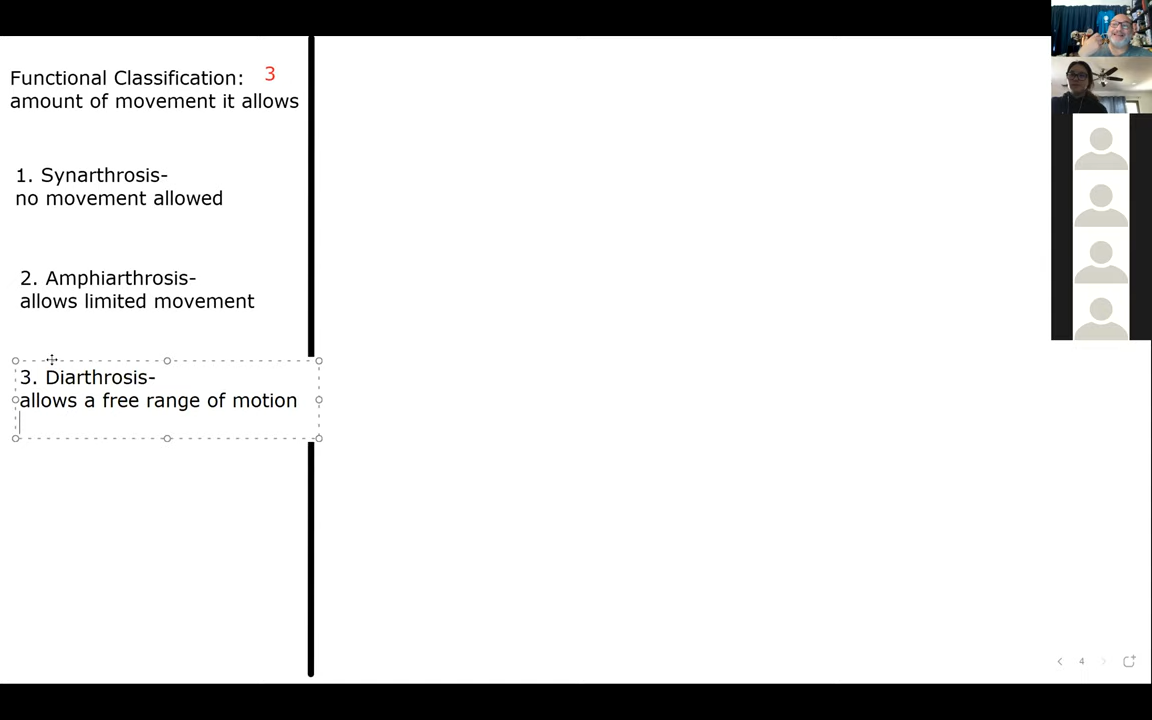 Functional Classification: 3
amount of movement it allows
1. Synarthrosis-
no movement allowed
2. Amphiarthrosis-
allows limited movement
3. Diarthrosis-
allows a free range of motion
4